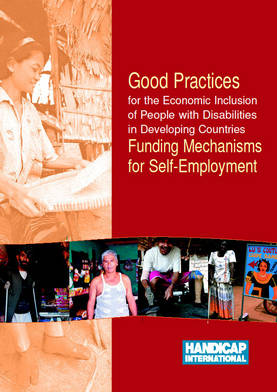 Good Practices
for the Economic Inclusion
of People with Disabilities
in Developing Countries
Funding Mechanisms
for Self-Employment
HANDICAP
INTERNATIONAL